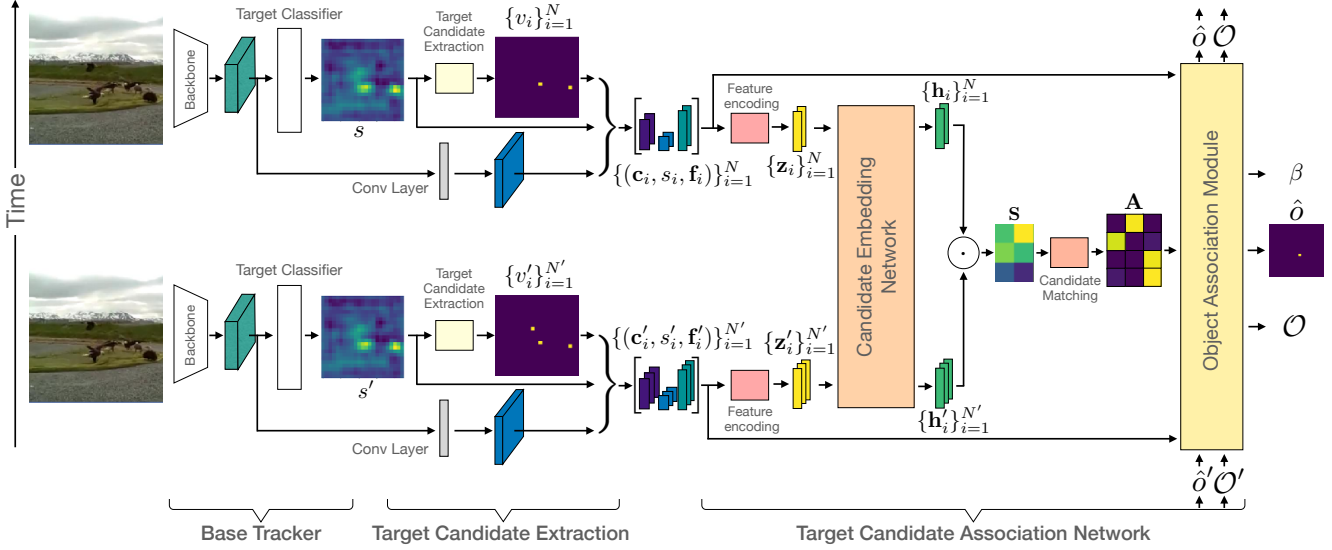 Time
Backbone
Target Classifier
s
Target
Candidate
Extraction
{v_i}_{i=1}^{N}
Conv Layer
{(c_i, s_i, f_i)}_{i=1}^{N}
Feature
encoding
{z_i}_{i=1}^{N}
Candidate Embedding
Network
{h_i}_{i=1}^{N}
S
Candidate
Matching
A
Object Association Module
ô 𝒪
β
ô
𝒪
Backbone
Target Classifier
s′
Target
Candidate
Extraction
{v′_i}_{i=1}^{N′}
Conv Layer
{(c′_i, s′_i, f′_i)}_{i=1}^{N′}
Feature
encoding
{z′_i}_{i=1}^{N′}
{h′_i}_{i=1}^{N′}
ô′ 𝒪′
Base Tracker
Target Candidate Extraction
Target Candidate Association Network